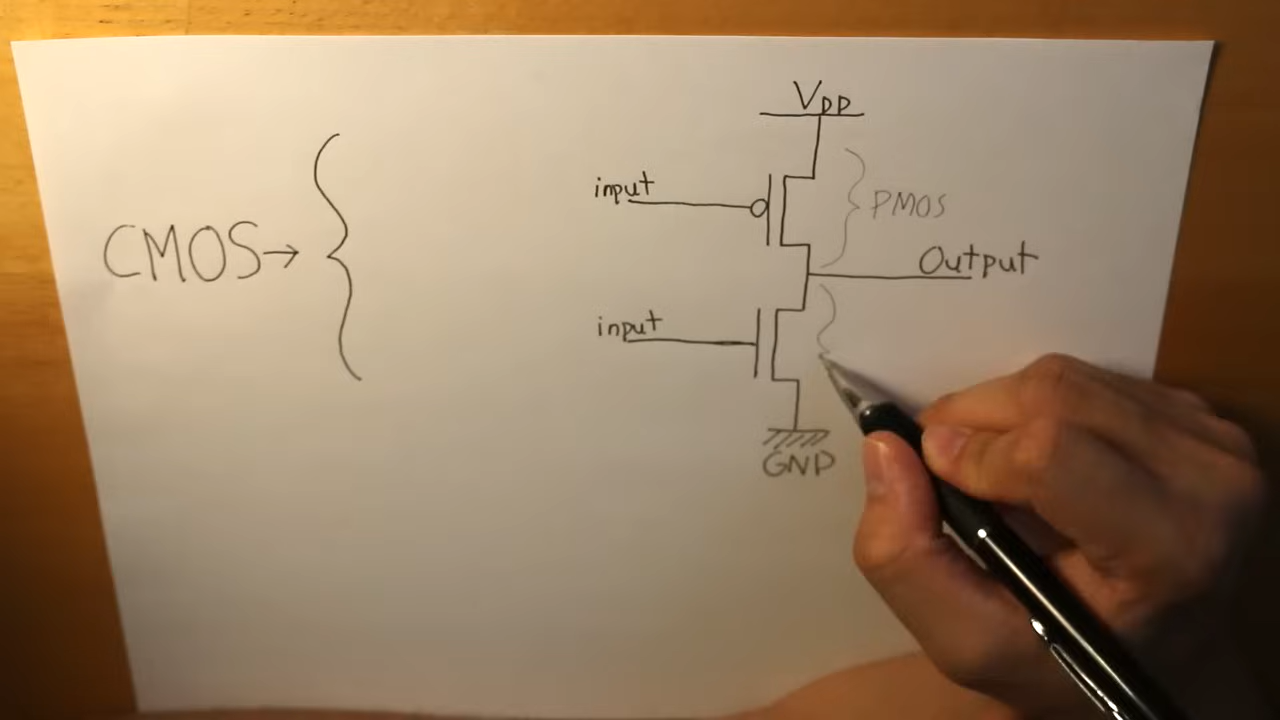 VDD
input
PMOS
CMOS→
Output
input
GND